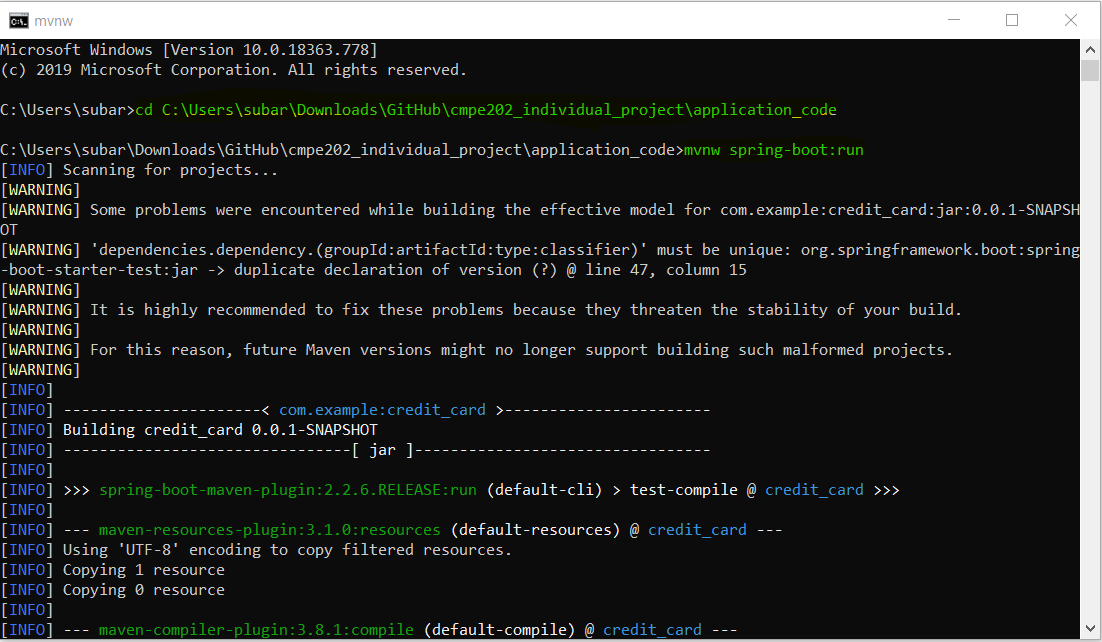 mvnw
Microsoft Windows [Version 10.0.18363.778]
(c) 2019 Microsoft Corporation. All rights reserved.
C:\Users\subar>cd C:\Users\subar\Downloads\GitHub\cmpe202_individual_project\application_code
C:\Users\subar\Downloads\GitHub\cmpe202_individual_project\application_code>mvnw spring-boot:run
[INFO] Scanning for projects...
[WARNING]
[WARNING] Some problems were encountered while building the effective model for com.example:credit_card:jar:0.0.1-SNAPSH
OT
[WARNING] 'dependencies.dependency.(groupId:artifactId:type:classifier)' must be unique: org.springframework.boot:spring
-boot-starter-test:jar -> duplicate declaration of version (?) @ line 47, column 15
[WARNING]
[WARNING] It is highly recommended to fix these problems because they threaten the stability of your build.
[WARNING]
[WARNING] For this reason, future Maven versions might no longer support building such malformed projects.
[WARNING]
[INFO]
[INFO] ----------------------< com.example:credit_card >-----------------------
[INFO] Building credit_card 0.0.1-SNAPSHOT
[INFO] --------------------------------[ jar ]---------------------------------
[INFO]
[INFO] >>> spring-boot-maven-plugin:2.2.6.RELEASE:run (default-cli) > test-compile @ credit_card >>>
[INFO]
[INFO] --- maven-resources-plugin:3.1.0:resources (default-resources) @ credit_card ---
[INFO] Using 'UTF-8' encoding to copy filtered resources.
[INFO] Copying 1 resource
[INFO] Copying 0 resource
[INFO]
[INFO] --- maven-compiler-plugin:3.8.1:compile (default-compile) @ credit_card ---